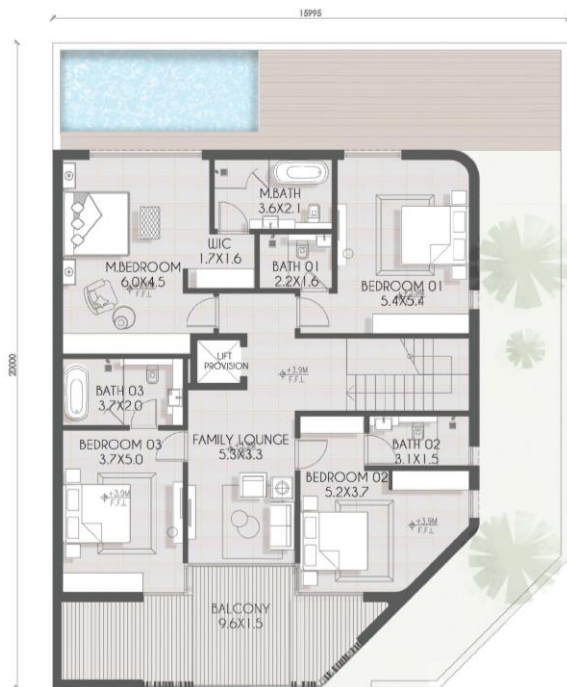 15995
20000
M.BATH
3.6X2.1
WIC
1.7X1.6
BATH 01
2.2X1.6
M.BEDROOM
6.0X4.5
F.F.L
BEDROOM 01
5.4X5.4
F.F.L
LIFT
PROVISION
+3.9M
F.F.L
BATH 03
3.7X2.0
BEDROOM 03
3.7X5.0
+3.9M
F.F.L
FAMILY LOUNGE
5.3X3.3
BATH 02
3.1X1.5
BEDROOM 02
5.2X3.7
+3.9M
F.F.L
BALCONY
9.6X1.5